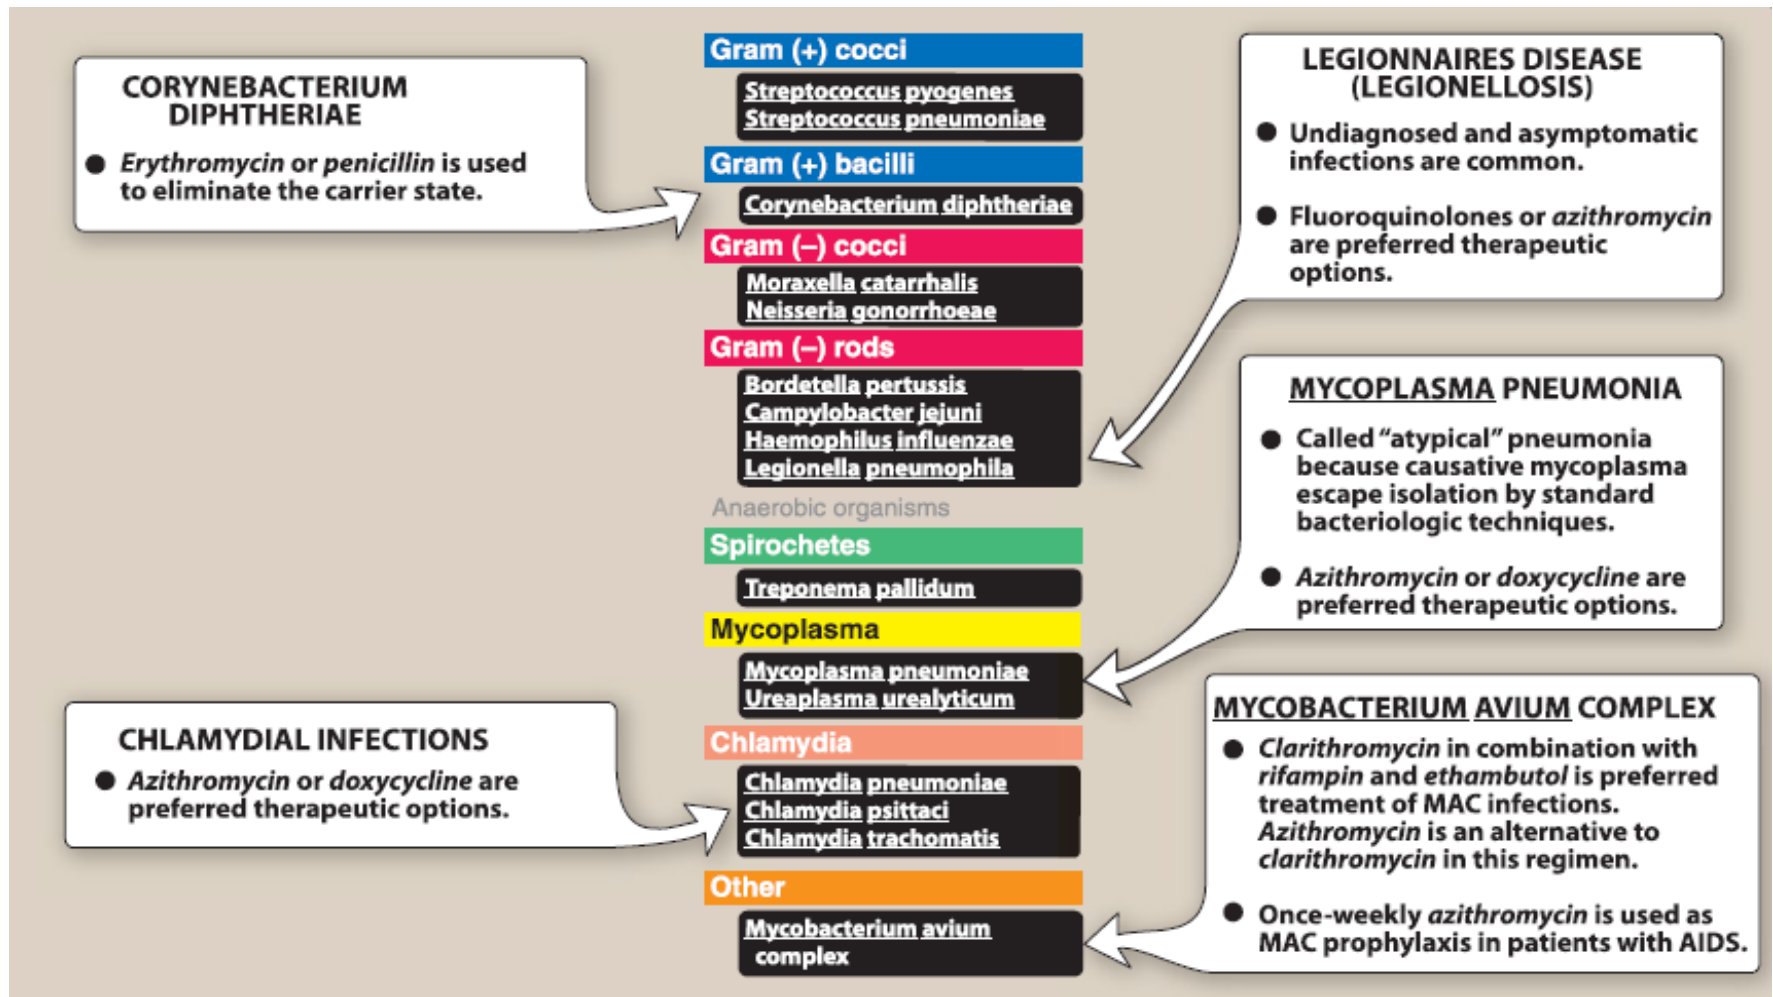 CORYNEBACTERIUM
DIPHTHERIAE
● Erythromycin or penicillin is used
to eliminate the carrier state.
CHLAMYDIAL INFECTIONS
● Azithromycin or doxycycline are
preferred therapeutic options.
Gram (+) cocci
Streptococcus pyogenes
Streptococcus pneumoniae
Gram (+) bacilli
Corynebacterium diphtheriae
Gram (–) cocci
Moraxella catarrhalis
Neisseria gonorrhoeae
Gram (–) rods
Bordetella pertussis
Campylobacter jejuni
Haemophilus influenzae
Legionella pneumophila
Anaerobic organisms
Spirochetes
Treponema pallidum
Mycoplasma
Mycoplasma pneumoniae
Ureaplasma urealyticum
Chlamydia
Chlamydia pneumoniae
Chlamydia psittaci
Chlamydia trachomatis
Other
Mycobacterium avium
complex
LEGIONNAIRES DISEASE
(LEGIONELLOSIS)
● Undiagnosed and asymptomatic
infections are common.
● Fluoroquinolones or azithromycin
are preferred therapeutic
options.
MYCOPLASMA PNEUMONIA
● Called “atypical” pneumonia
because causative mycoplasma
escape isolation by standard
bacteriologic techniques.
● Azithromycin or doxycycline are
preferred therapeutic options.
MYCOBACTERIUM AVIUM COMPLEX
● Clarithromycin in combination with
rifampin and ethambutol is preferred
treatment of MAC infections.
Azithromycin is an alternative to
clarithromycin in this regimen.
● Once-weekly azithromycin is used as
MAC prophylaxis in patients with AIDS.